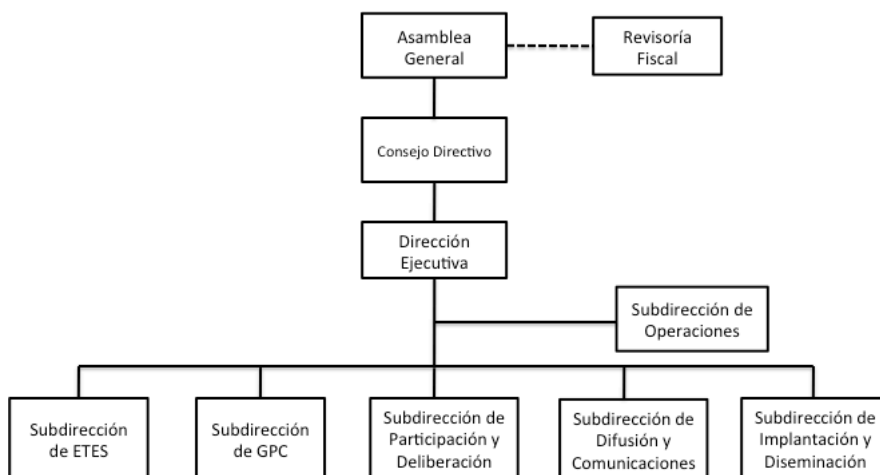 Asamblea
General
Revisoría
Fiscal
Consejo Directivo
Dirección
Ejecutiva
Subdirección de
Operaciones
Subdirección
de ETES
Subdirección
de GPC
Subdirección de
Participación y
Deliberación
Subdirección de
Difusión y
Comunicaciones
Subdirección de
Implantación y
Diseminación